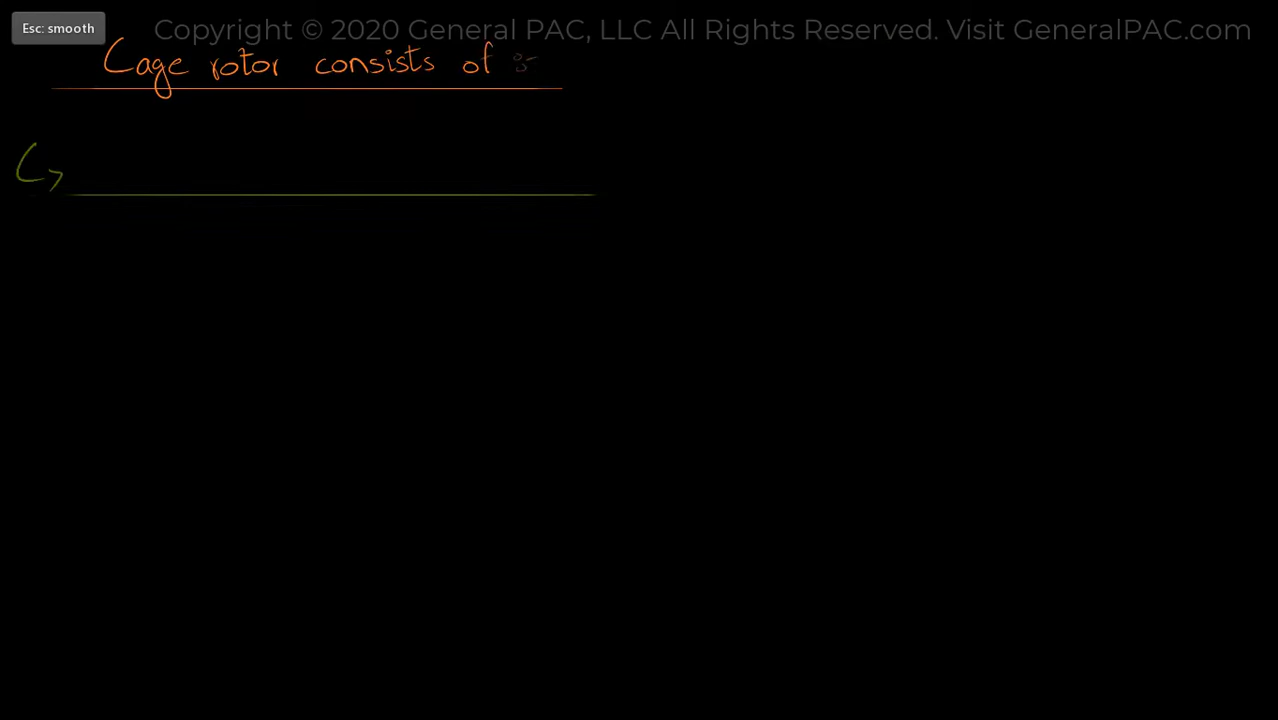 Esc: smooth
Copyright © 2020 General PAC, LLC All Rights Reserved. Visit GeneralPAC.com
Cage rotor consists of :-